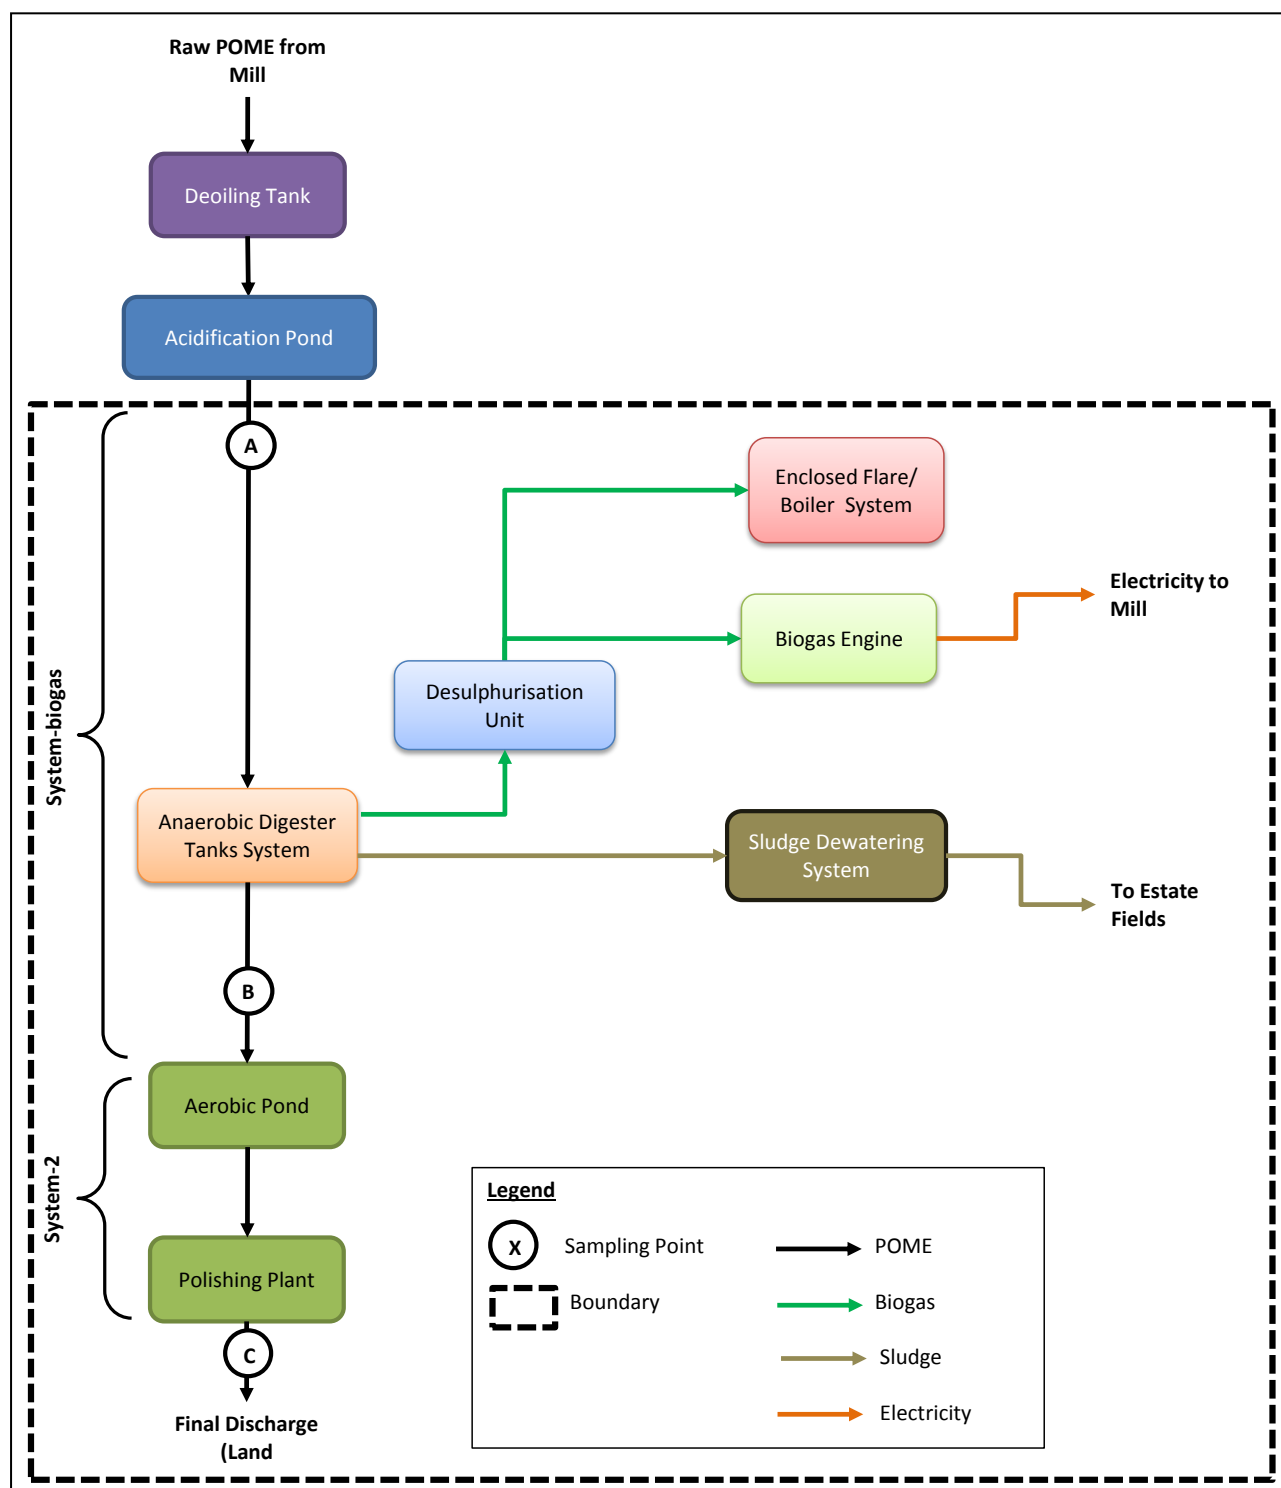 Raw POME from
Mill
Deoiling Tank
Acidification Pond
A
Enclosed Flare/
Boiler System
Electricity to
Mill
Biogas Engine
Desulphurisation
Unit
System-biogas
Anaerobic Digester
Tanks System
Sludge Dewatering
System
To Estate
Fields
B
Aerobic Pond
System-2
Polishing Plant
C
Final Discharge
(Land
Legend
X
Sampling Point
POME
Boundary
Biogas
Sludge
Electricity